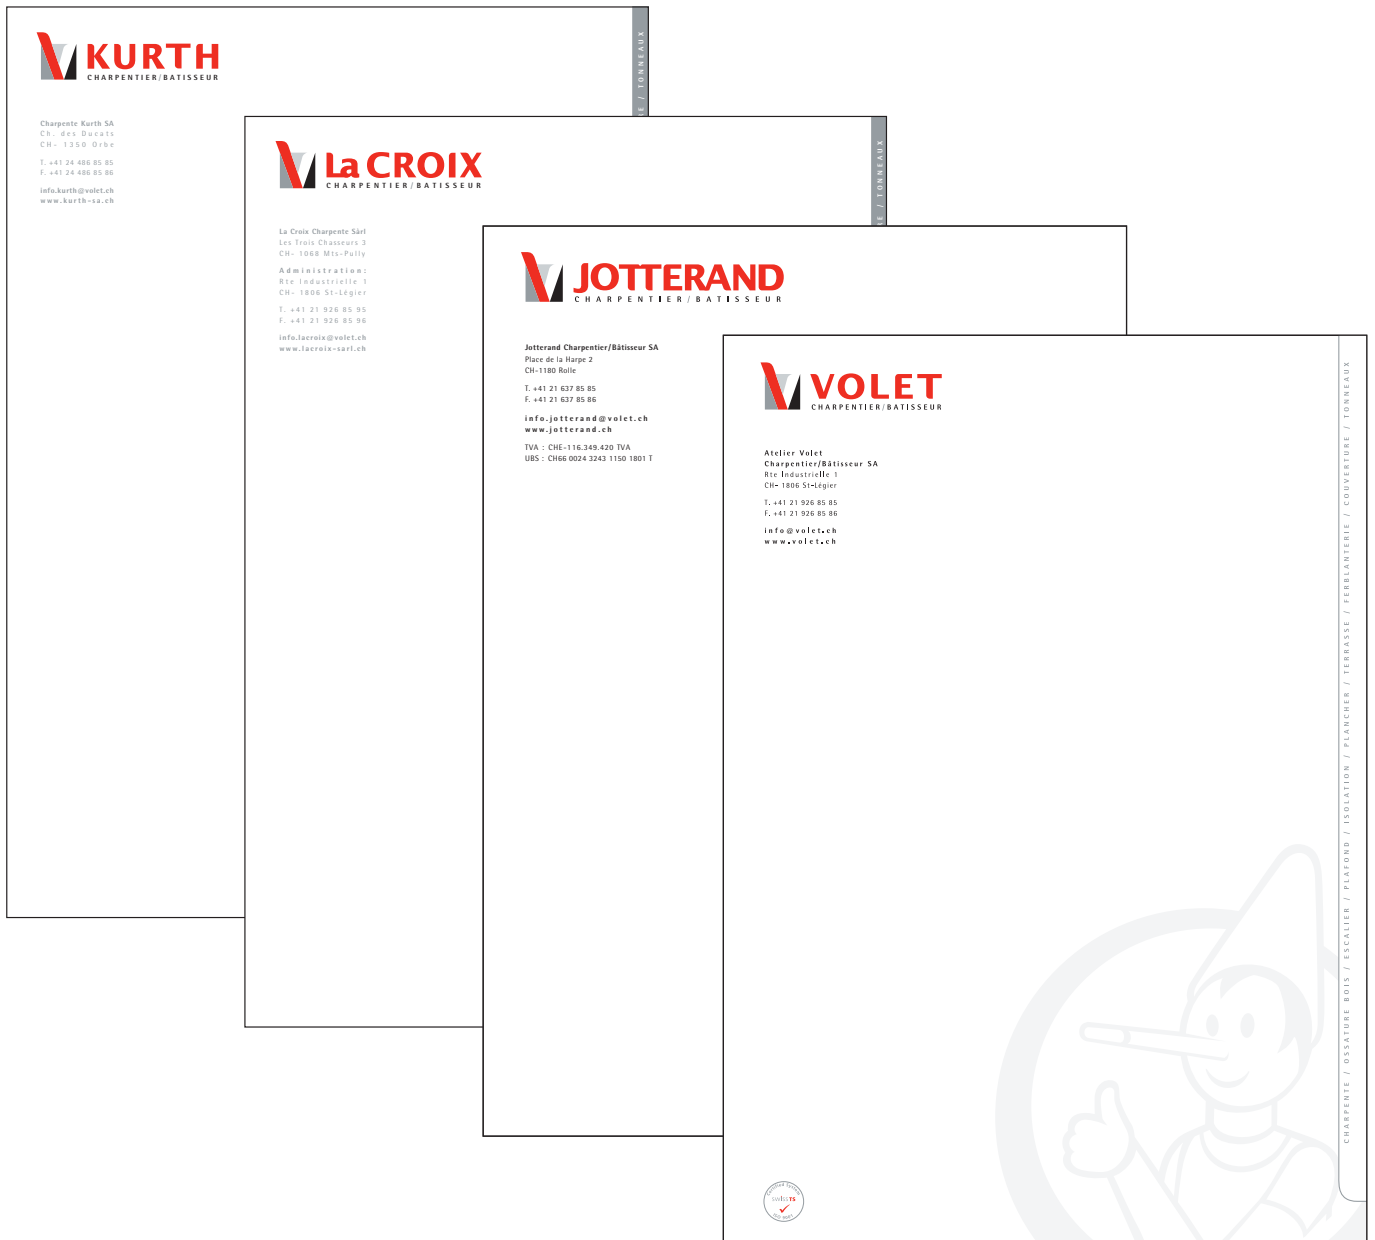 KURTH
CHARPENTIER/BATISSEUR
Charpente Kurth SA
Ch. des Ducats
CH- 1350 Orbe
T. +41 24 486 85 85
F. +41 24 486 85 86
info.kurth@volet.ch
www.kurth-sa.ch
/ TONNEAUX
La CROIX
CHARPENTIER/BATISSEUR
La Croix Charpente Sàrl
Les Trois Chasseurs 3
CH- 1068 Mts-Pully
Administration:
Rte Industrielle 1
CH- 1806 St-Légier
T. +41 21 926 85 95
F. +41 21 926 85 96
info.lacroix@volet.ch
www.lacroix-sarl.ch
/ TONNEAUX
JOTTERAND
CHARPENTIER/BATISSEUR
Jotterand Charpentier/Bâtisseur SA
Place de la Harpe 2
CH-1180 Rolle
T. +41 21 637 85 85
F. +41 21 637 85 86
info.jotterand@volet.ch
www.jotterand.ch
TVA : CHE-116.349.420 TVA
UBS : CH66 0024 3243 1150 1801 T
VOLET
CHARPENTIER/BATISSEUR
Atelier Volet
Charpentier/Bâtisseur SA
Rte Industrielle 1
CH- 1806 St-Légier
T. +41 21 926 85 85
F. +41 21 926 85 86
info@volet.ch
www.volet.ch
CHARPENTE / OSSATURE BOIS / ESCALIER / PLAFOND / ISOLATION / PLANCHER / TERRASSE / FERBLANTERIE / COUVERTURE / TONNEAUX
Certified System
swissTS
ISO 9001